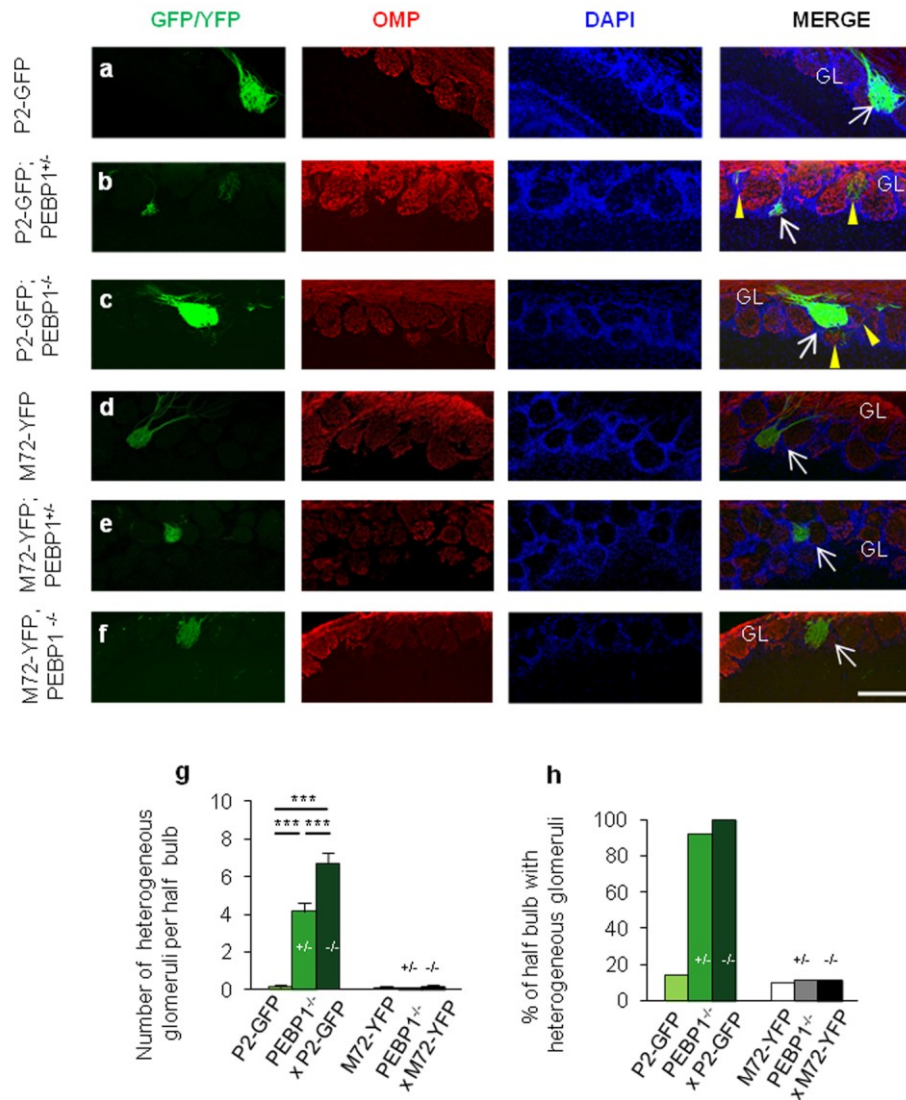 GFP/YFP OMP DAPI MERGE
P2-GFP
a
GL
P2-GFP;
PEBP1+/-
b
GL
P2-GFP;
PEBP1-/-
c
GL
M72-YFP
d
GL
M72-YFP;
PEBP1+/-
e
GL
M72-YFP,
PEBP1 -/-
f
GL
g
Number of heterogeneous
glomeruli per half bulb
10
8
6
4
2
0
***
*** ***
+/- -/- +/- -/-
P2-GFP
PEBP1-/-
x P2-GFP
M72-YFP
PEBP1-/-
x M72-YFP
h
% of half bulb with
heterogeneous glomeruli
100
80
60
40
20
0
+/- -/- +/- -/-
P2-GFP
PEBP1-/-
x P2-GFP
M72-YFP
PEBP1-/-
x M72-YFP